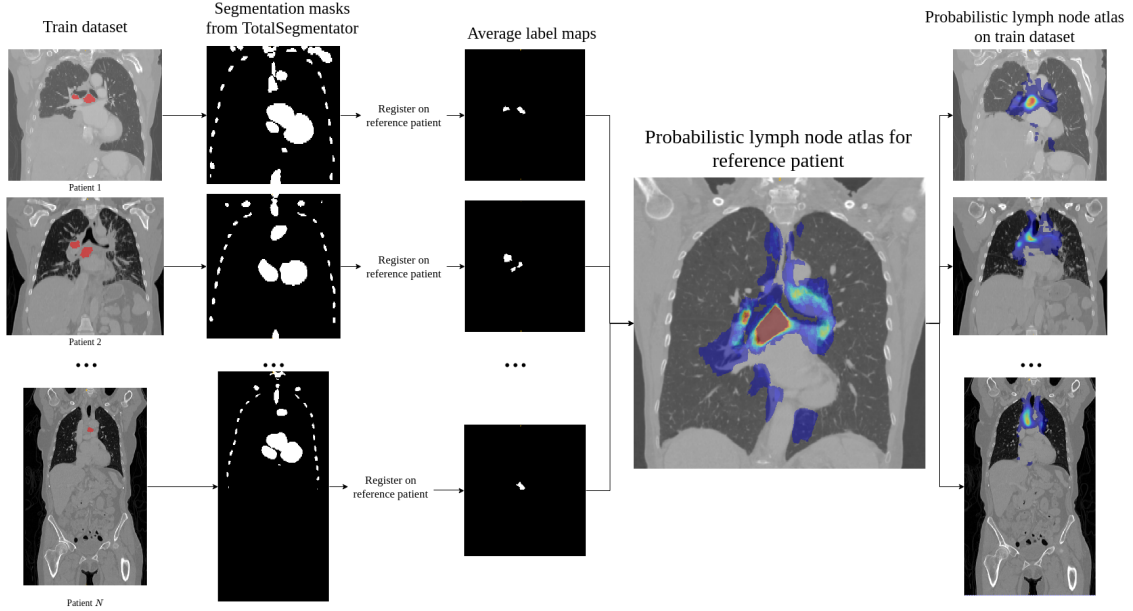 Train dataset
Segmentation masks
from TotalSegmentator
Average label maps
Probabilistic lymph node atlas
on train dataset
Patient 1
Register on
reference patient
Probabilistic lymph node atlas for
reference patient
Patient 2
Register on
reference patient
...
...
...
...
Patient N
Register on
reference patient